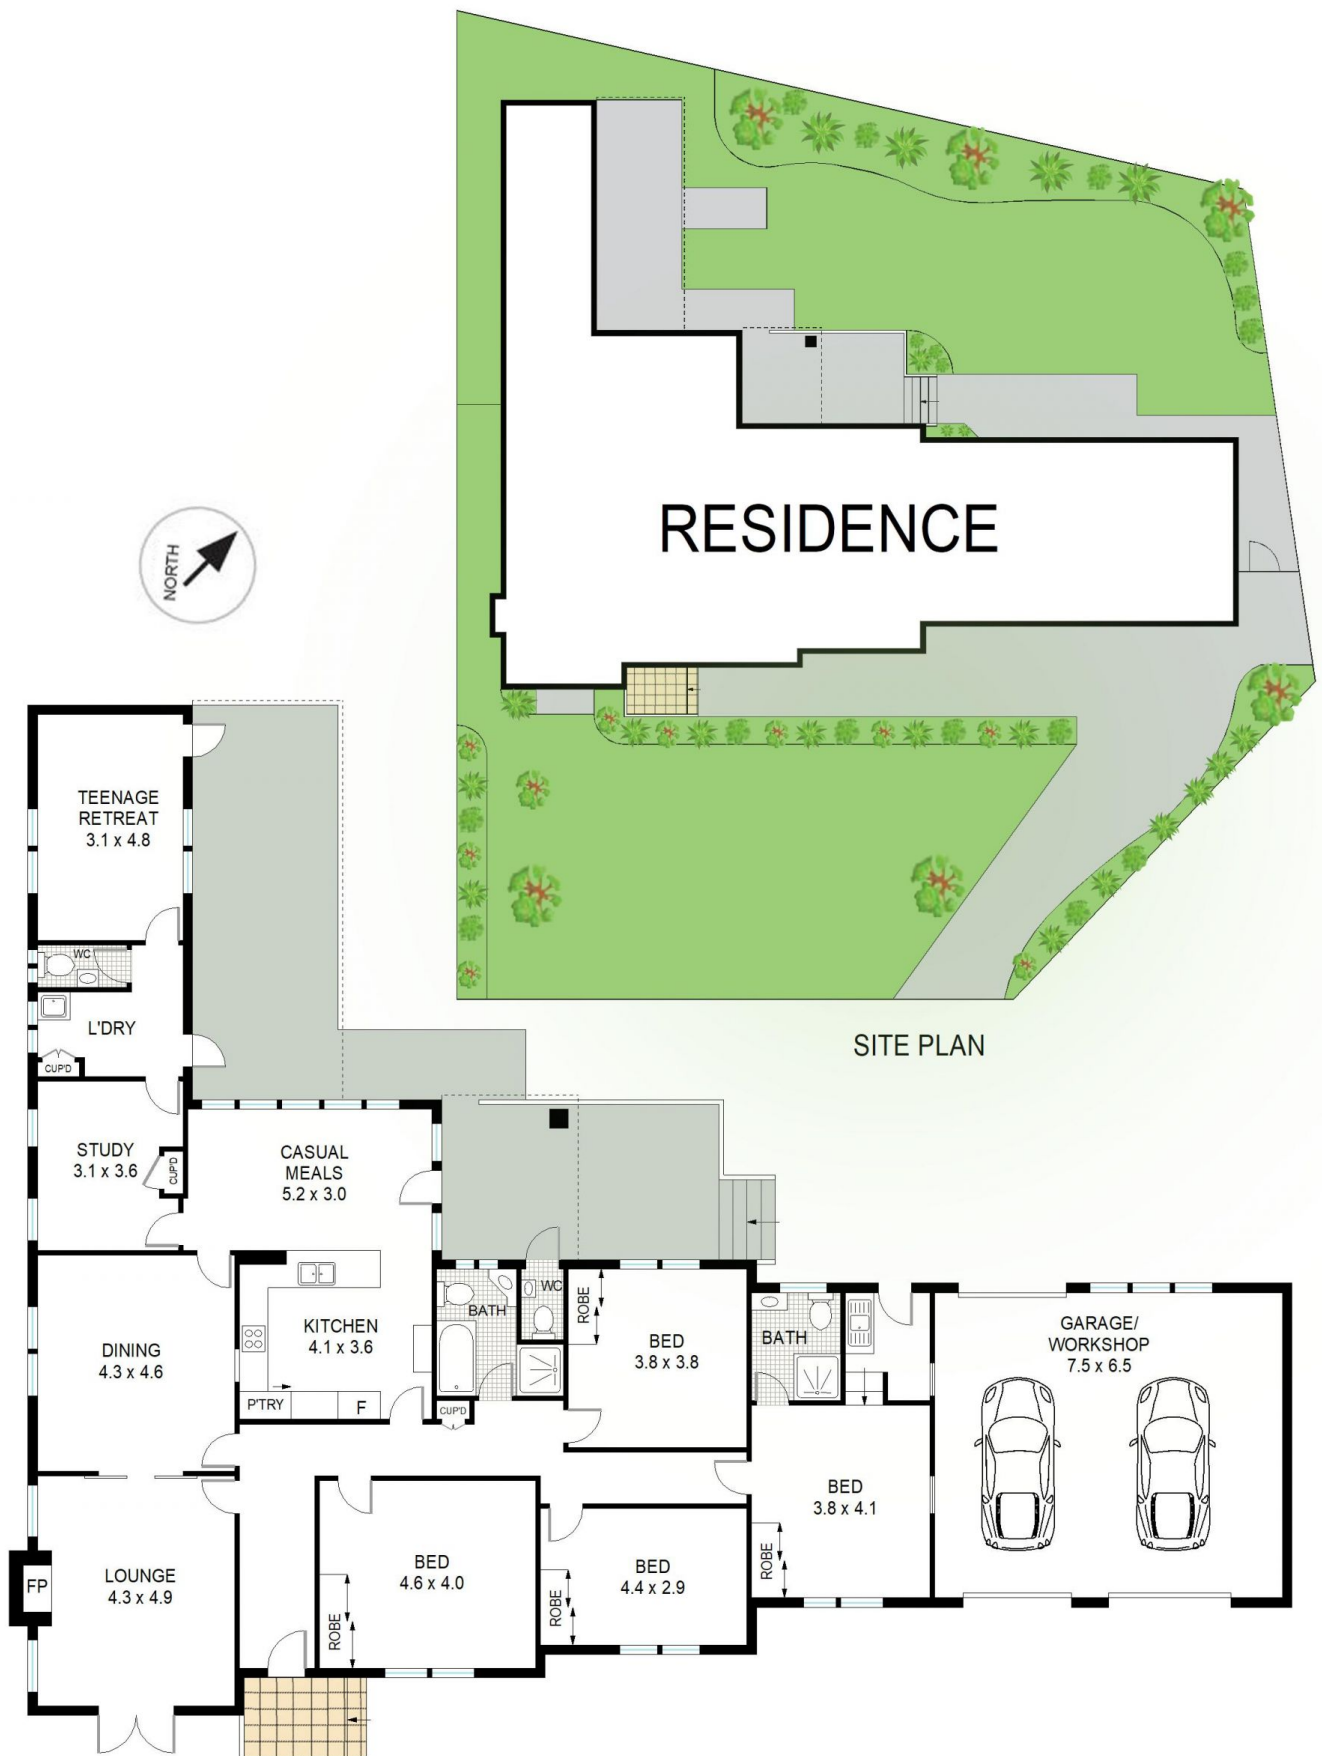 RESIDENCE
NORTH
SITE PLAN
TEENAGE
RETREAT
3.1 x 4.8
WC
L'DRY
CUP'D
STUDY
3.1 x 3.6
CUP'D
CASUAL
MEALS
5.2 x 3.0
DINING
4.3 x 4.6
KITCHEN
4.1 x 3.6
P'TRY
F
BATH
WC
CUP'D
ROBE
BED
3.8 x 3.8
BATH
GARAGE/
WORKSHOP
7.5 x 6.5
BED
3.8 x 4.1
ROBE
FP
LOUNGE
4.3 x 4.9
BED
4.6 x 4.0
ROBE
BED
4.4 x 2.9
ROBE